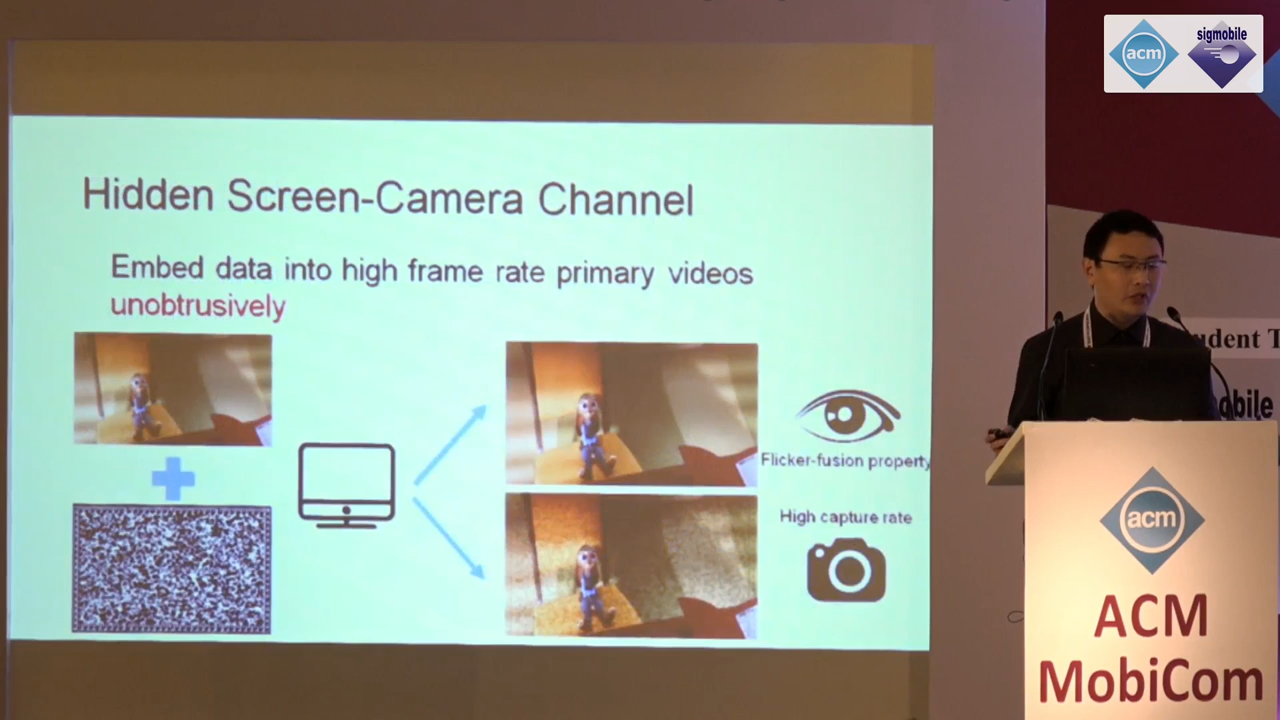 Hidden Screen-Camera Channel
Embed data into high frame rate primary videos
unobtrusively
Flicker-fusion property
High capture rate
acm
sigmobile
udent T
obile
acm
ACM
MobiCom